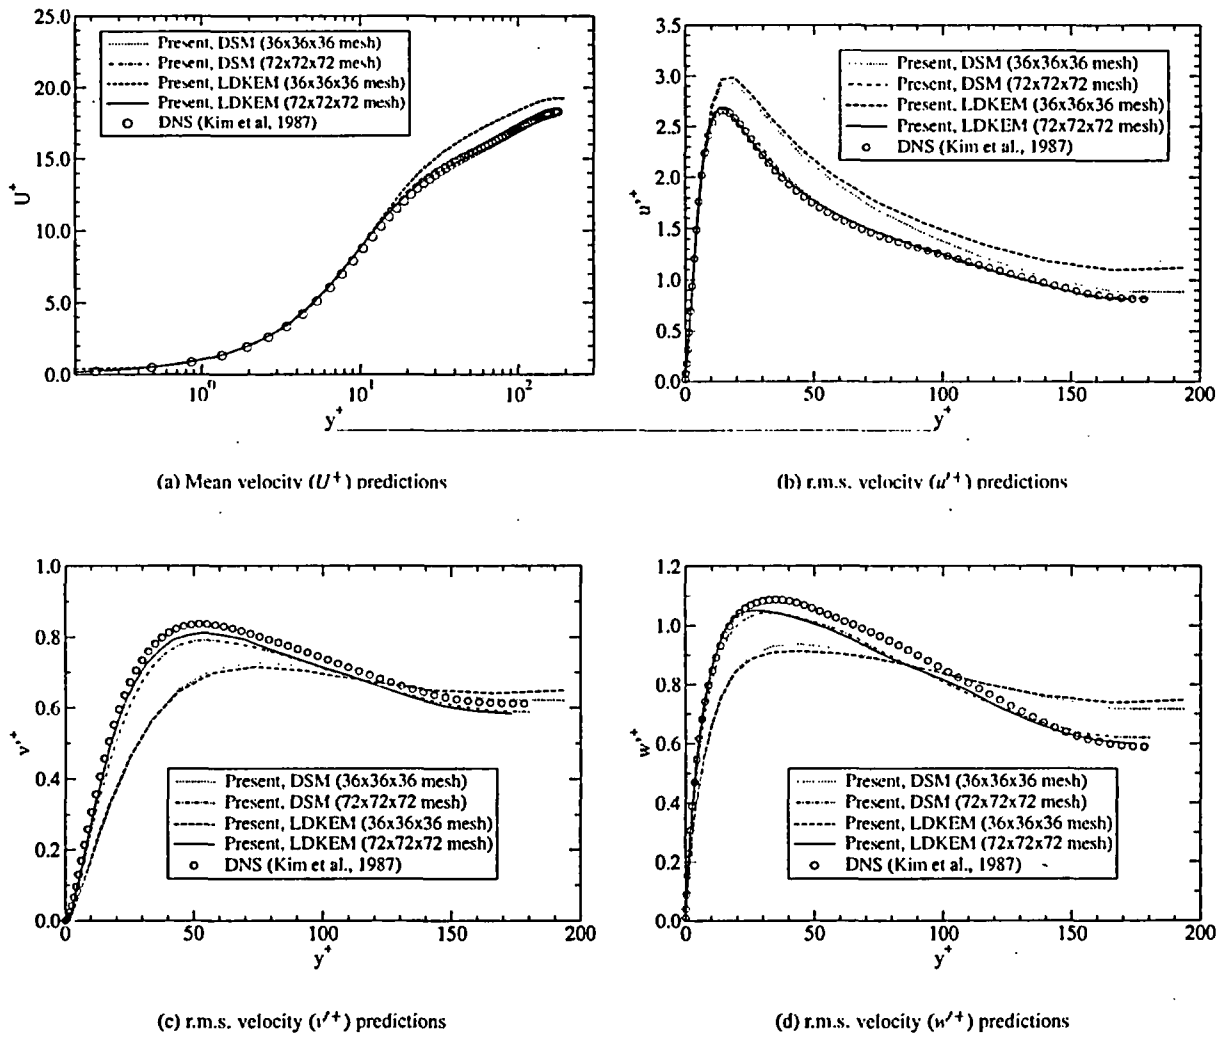 25.0
20.0
15.0
10.0
5.0
0.0
U+
Present, DSM (36x36x36 mesh)
Present, DSM (72x72x72 mesh)
Present, LDKEM (36x36x36 mesh)
Present, LDKEM (72x72x72 mesh)
DNS (Kim et al, 1987)
10^0
10^1
10^2
y+
(a) Mean velocity (U+) predictions
3.5
3.0
2.5
2.0
1.5
1.0
0.5
0.0
u'+
Present, DSM (36x36x36 mesh)
Present, DSM (72x72x72 mesh)
Present, LDKEM (36x36x36 mesh)
Present, LDKEM (72x72x72 mesh)
DNS (Kim et al., 1987)
0 50 100 150 200
y+
(b) r.m.s. velocity (u'+) predictions
1.0
0.8
0.6
0.4
0.2
0.0
v'+
Present, DSM (36x36x36 mesh)
Present, DSM (72x72x72 mesh)
Present, LDKEM (36x36x36 mesh)
Present, LDKEM (72x72x72 mesh)
DNS (Kim et al., 1987)
0 50 100 150 200
y+
(c) r.m.s. velocity (v'+) predictions
1.2
1.0
0.8
0.6
0.4
0.2
0.0
w'+
Present, DSM (36x36x36 mesh)
Present, DSM (72x72x72 mesh)
Present, LDKEM (36x36x36 mesh)
Present, LDKEM (72x72x72 mesh)
DNS (Kim et al., 1987)
0 50 100 150 200
y+
(d) r.m.s. velocity (w'+) predictions